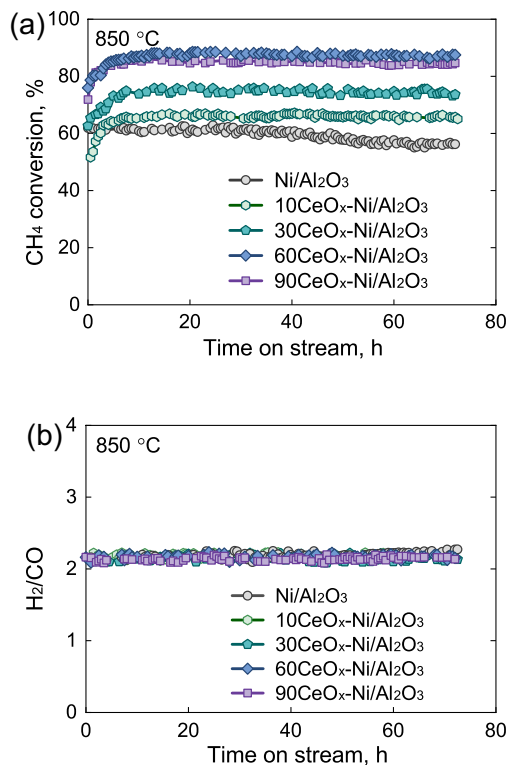 (a)
850 °C
CH₄ conversion, %
100
80
60
40
20
0
Ni/Al₂O₃
10CeOₓ-Ni/Al₂O₃
30CeOₓ-Ni/Al₂O₃
60CeOₓ-Ni/Al₂O₃
90CeOₓ-Ni/Al₂O₃
0 20 40 60 80
Time on stream, h
(b)
850 °C
H₂/CO
4
3
2
1
0
Ni/Al₂O₃
10CeOₓ-Ni/Al₂O₃
30CeOₓ-Ni/Al₂O₃
60CeOₓ-Ni/Al₂O₃
90CeOₓ-Ni/Al₂O₃
0 20 40 60 80
Time on stream, h